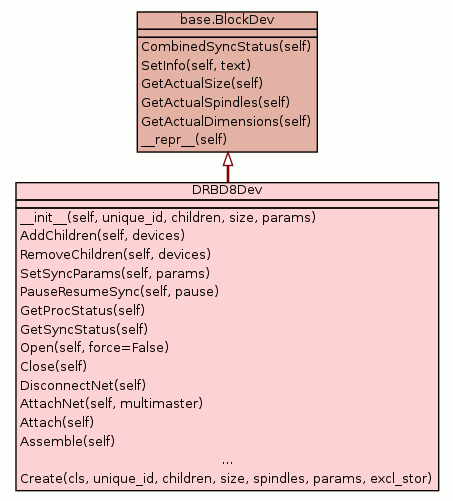 base.BlockDev
CombinedSyncStatus(self)
SetInfo(self, text)
GetActualSize(self)
GetActualSpindles(self)
GetActualDimensions(self)
__repr__(self)
DRBD8Dev
__init__(self, unique_id, children, size, params)
AddChildren(self, devices)
RemoveChildren(self, devices)
SetSyncParams(self, params)
PauseResumeSync(self, pause)
GetProcStatus(self)
GetSyncStatus(self)
Open(self, force=False)
Close(self)
DisconnectNet(self)
AttachNet(self, multimaster)
Attach(self)
Assemble(self)
...
Create(cls, unique_id, children, size, spindles, params, excl_stor)